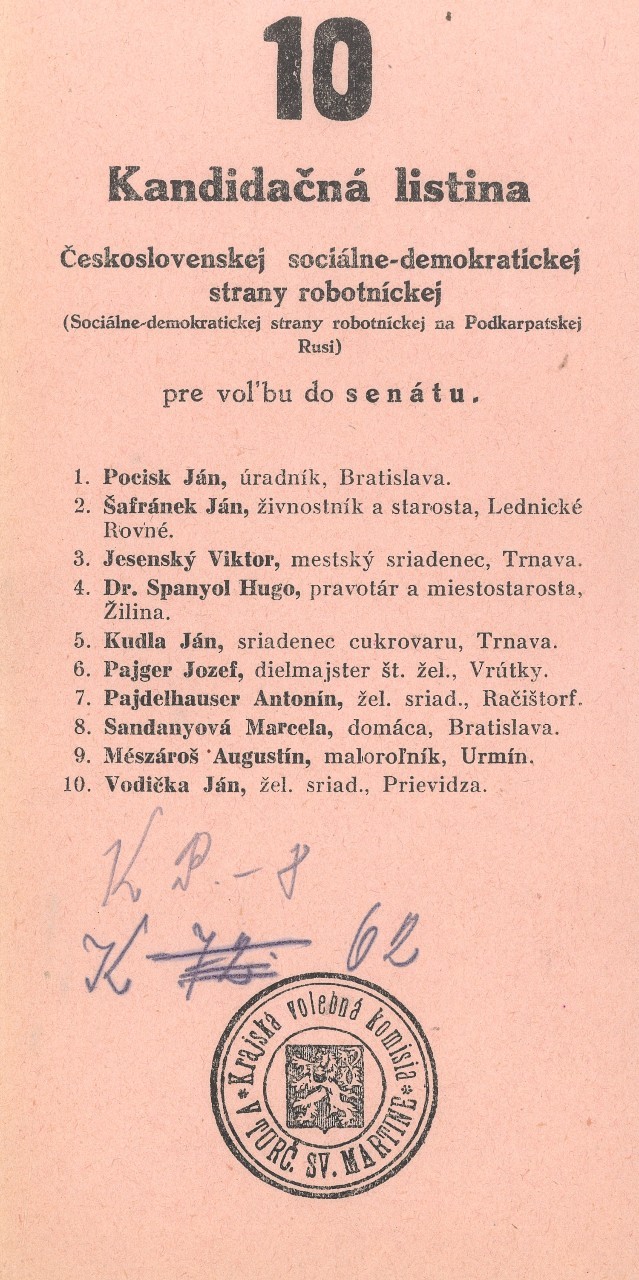 10
Kandidačná listina
Československej sociálne-demokratickej
strany robotníckej
(Sociálne-demokratickej strany robotníckej na Podkarpatskej
Rusi)
pre voľbu do senátu.
1. Pocisk Ján, úradník, Bratislava.
2. Šafránek Ján, živnostník a starosta, Lednické
Rovné.
3. Jesenský Viktor, mestský sriadenec, Trnava.
4. Dr. Spanyol Hugo, pravotár a miestostarosta,
Žilina.
5. Kudla Ján, sriadenec cukrovaru, Trnava.
6. Pajger Jozef, dielmajster št. žel., Vrútky.
7. Pajdelhauser Antonín, žel. sriad., Račištorf.
8. Sandanyová Marcela, domáca, Bratislava.
9. Mészároš Augustín, maloroľník, Urmín.
10. Vodička Ján, žel. sriad., Prievidza.
K P. - 8
K 62
*Krajská volebná komisia*
V TURČ. SV. MARTINE